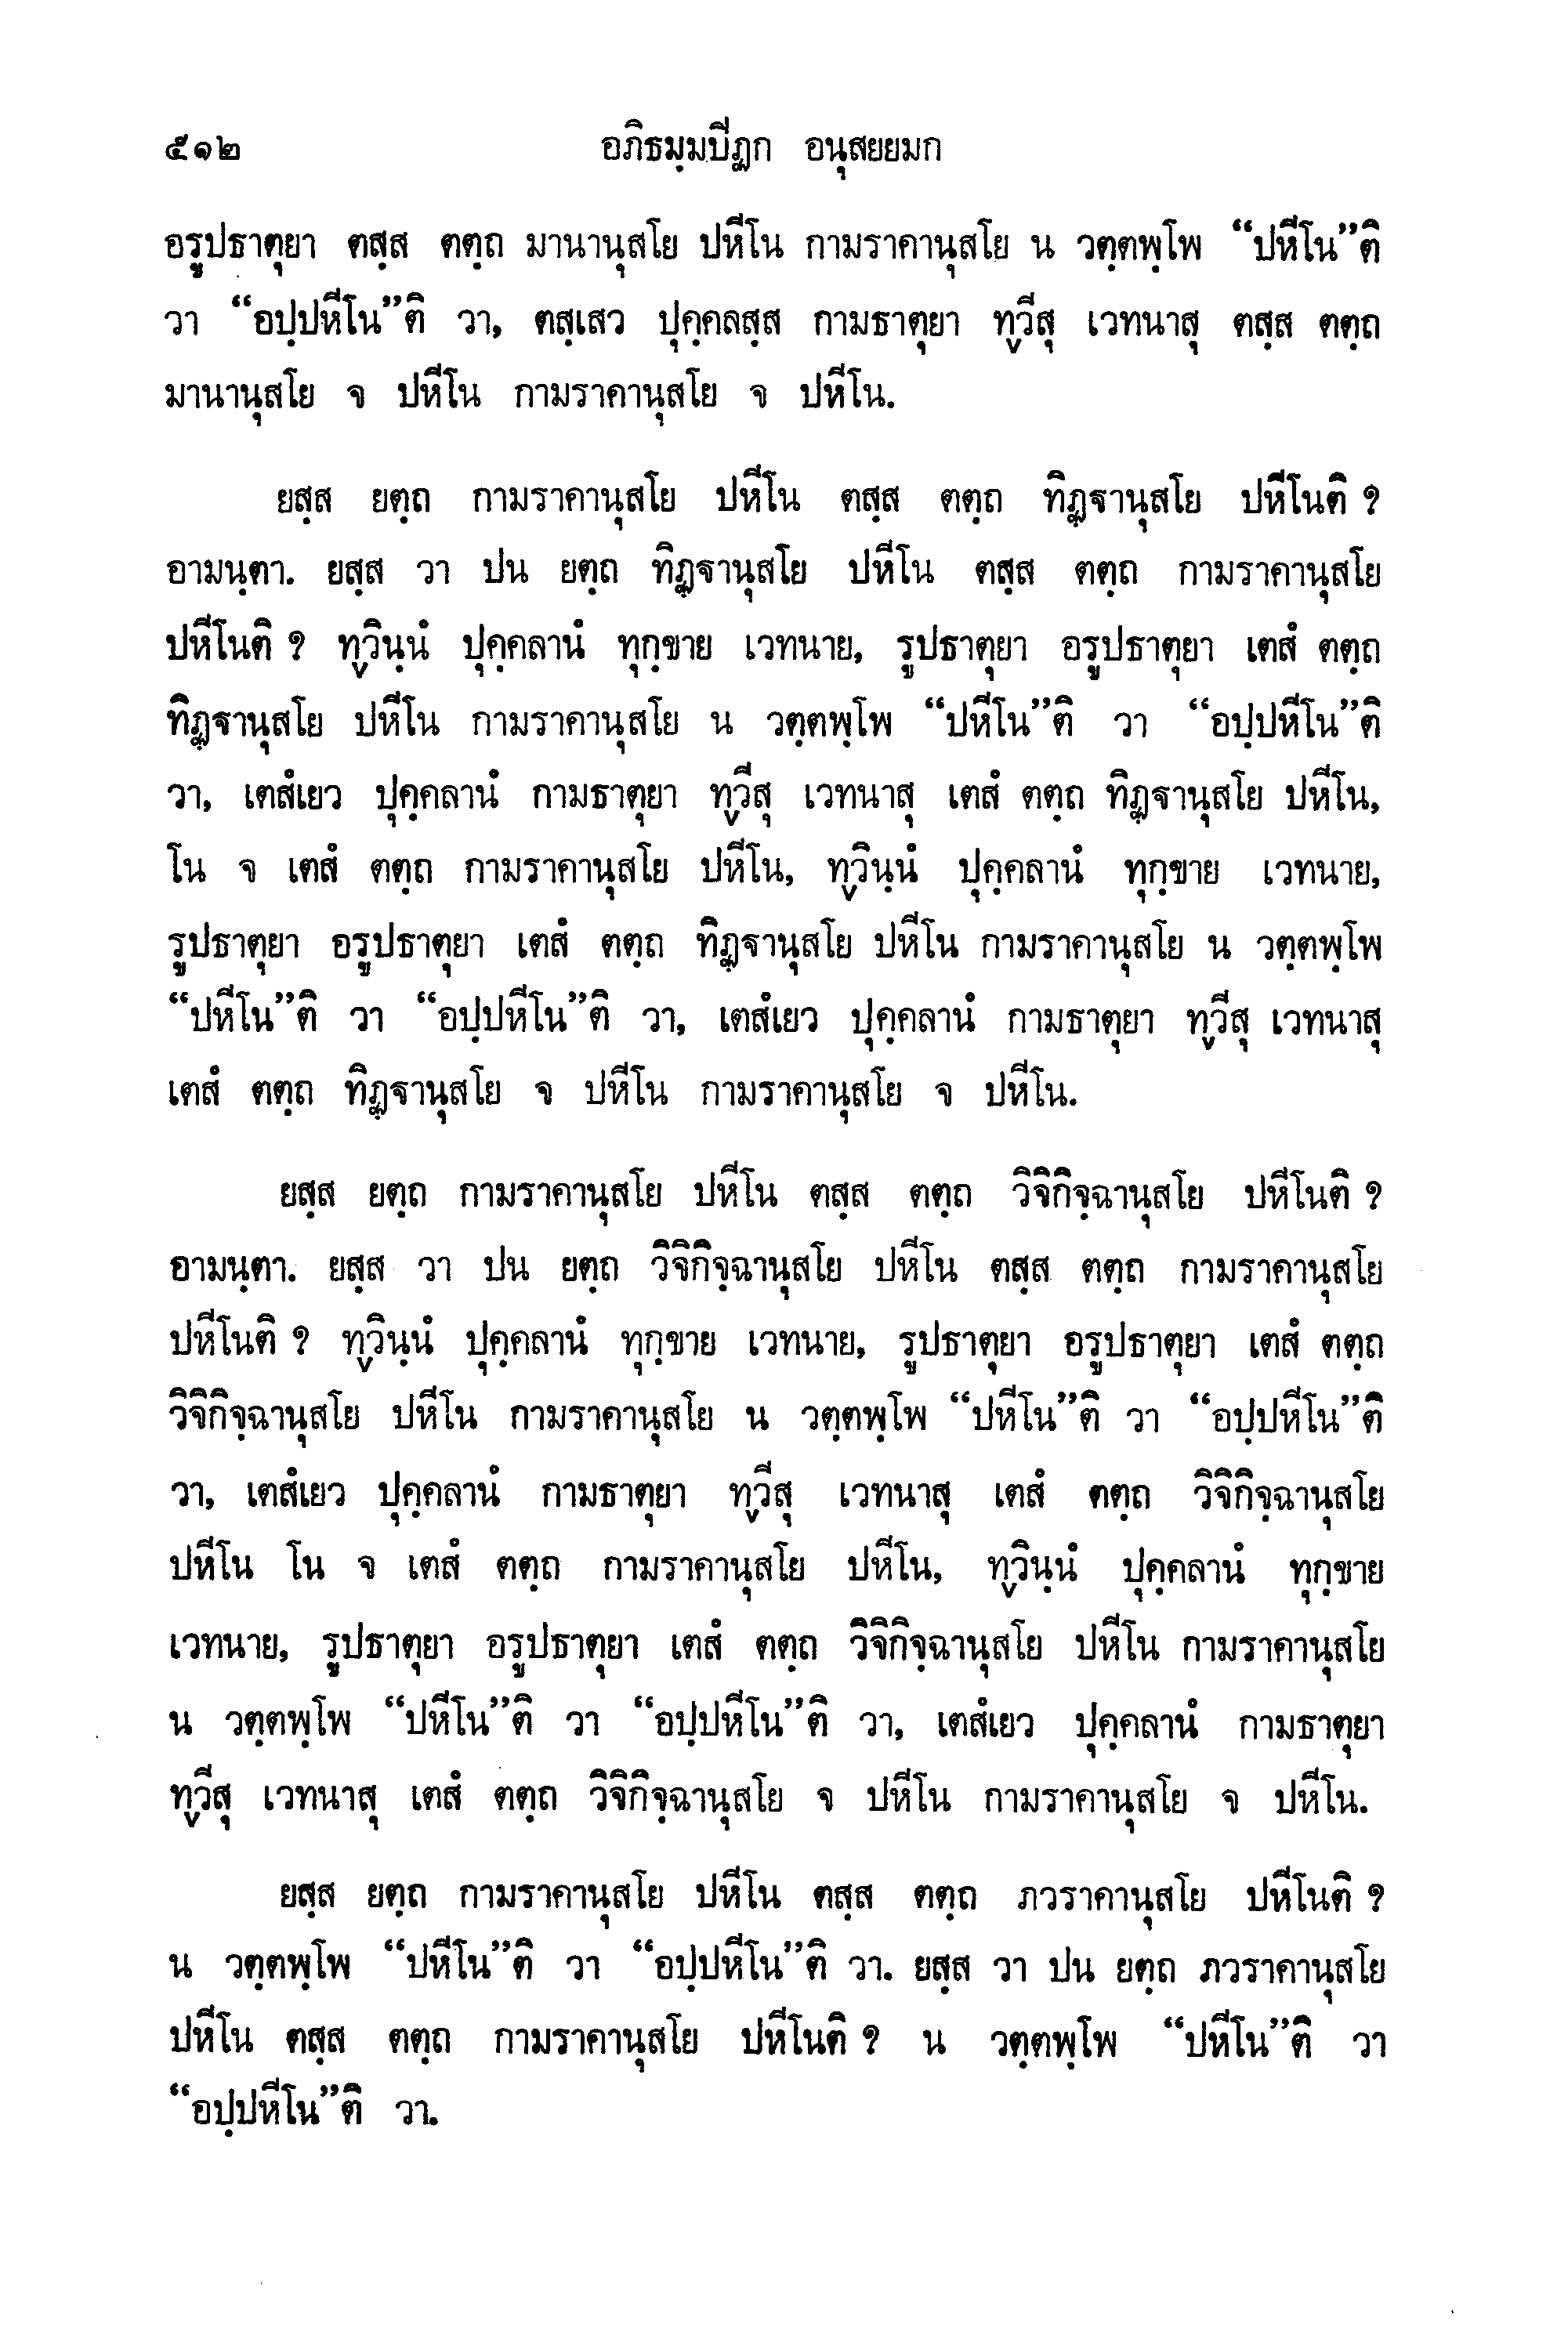 ๕๑๒ อภิธมฺมปีฏก อนุสยยมก
อรูปธาตุยา ตสฺส ตตฺถ มานานุสโย ปหีโน กามราคานุสโย น วตฺตพฺโพ “ปหีโน”ติ
วา “อปฺปหีโน”ติ วา, ตสฺเสว ปุคฺคลสฺส กามธาตุยา ทฺวีสุ เวทนาสุ ตสฺส ตตฺถ
มานานุสโย จ ปหีโน กามราคานุสโย จ ปหีโน.
ยสฺส ยตฺถ กามราคานุสโย ปหีโน ตสฺส ตตฺถ ทิฏฺฐานุสโย ปหีโนติ ?
อามนฺตา. ยสฺส วา ปน ยตฺถ ทิฏฺฐานุสโย ปหีโน ตสฺส ตตฺถ กามราคานุสโย
ปหีโนติ ? ทฺวินฺนํ ปุคฺคลานํ ทุกฺขาย เวทนาย, รูปธาตุยา อรูปธาตุยา เตสํ ตตฺถ
ทิฏฺฐานุสโย ปหีโน กามราคานุสโย น วตฺตพฺโพ “ปหีโน”ติ วา “อปฺปหีโน”ติ
วา, เตสํเยว ปุคฺคลานํ กามธาตุยา ทฺวีสุ เวทนาสุ เตสํ ตตฺถ ทิฏฺฐานุสโย ปหีโน,
โน จ เตสํ ตตฺถ กามราคานุสโย ปหีโน, ทฺวินฺนํ ปุคฺคลานํ ทุกฺขาย เวทนาย,
รูปธาตุยา อรูปธาตุยา เตสํ ตตฺถ ทิฏฺฐานุสโย ปหีโน กามราคานุสโย น วตฺตพฺโพ
“ปหีโน”ติ วา “อปฺปหีโน”ติ วา, เตสํเยว ปุคฺคลานํ กามธาตุยา ทฺวีสุ เวทนาสุ
เตสํ ตตฺถ ทิฏฺฐานุสโย จ ปหีโน กามราคานุสโย จ ปหีโน.
ยสฺส ยตฺถ กามราคานุสโย ปหีโน ตสฺส ตตฺถ วิจิกิจฺฉานุสโย ปหีโนติ ?
อามนฺตา. ยสฺส วา ปน ยตฺถ วิจิกิจฺฉานุสโย ปหีโน ตสฺส ตตฺถ กามราคานุสโย
ปหีโนติ ? ทฺวินฺนํ ปุคฺคลานํ ทุกฺขาย เวทนาย, รูปธาตุยา อรูปธาตุยา เตสํ ตตฺถ
วิจิกิจฺฉานุสโย ปหีโน กามราคานุสโย น วตฺตพฺโพ “ปหีโน”ติ วา “อปฺปหีโน”ติ
วา, เตสํเยว ปุคฺคลานํ กามธาตุยา ทฺวีสุ เวทนาสุ เตสํ ตตฺถ วิจิกิจฺฉานุสโย
ปหีโน โน จ เตสํ ตตฺถ กามราคานุสโย ปหีโน, ทฺวินฺนํ ปุคฺคลานํ ทุกฺขาย
เวทนาย, รูปธาตุยา อรูปธาตุยา เตสํ ตตฺถ วิจิกิจฺฉานุสโย ปหีโน กามราคานุสโย
น วตฺตพฺโพ “ปหีโน”ติ วา “อปฺปหีโน”ติ วา, เตสํเยว ปุคฺคลานํ กามธาตุยา
ทฺวีสุ เวทนาสุ เตสํ ตตฺถ วิจิกิจฺฉานุสโย จ ปหีโน กามราคานุสโย จ ปหีโน.
ยสฺส ยตฺถ กามราคานุสโย ปหีโน ตสฺส ตตฺถ ภวราคานุสโย ปหีโนติ ?
น วตฺตพฺโพ “ปหีโน”ติ วา “อปฺปหีโน”ติ วา. ยสฺส วา ปน ยตฺถ ภวราคานุสโย
ปหีโน ตสฺส ตตฺถ กามราคานุสโย ปหีโนติ ? น วตฺตพฺโพ “ปหีโน”ติ วา
“อปฺปหีโน”ติ วา.